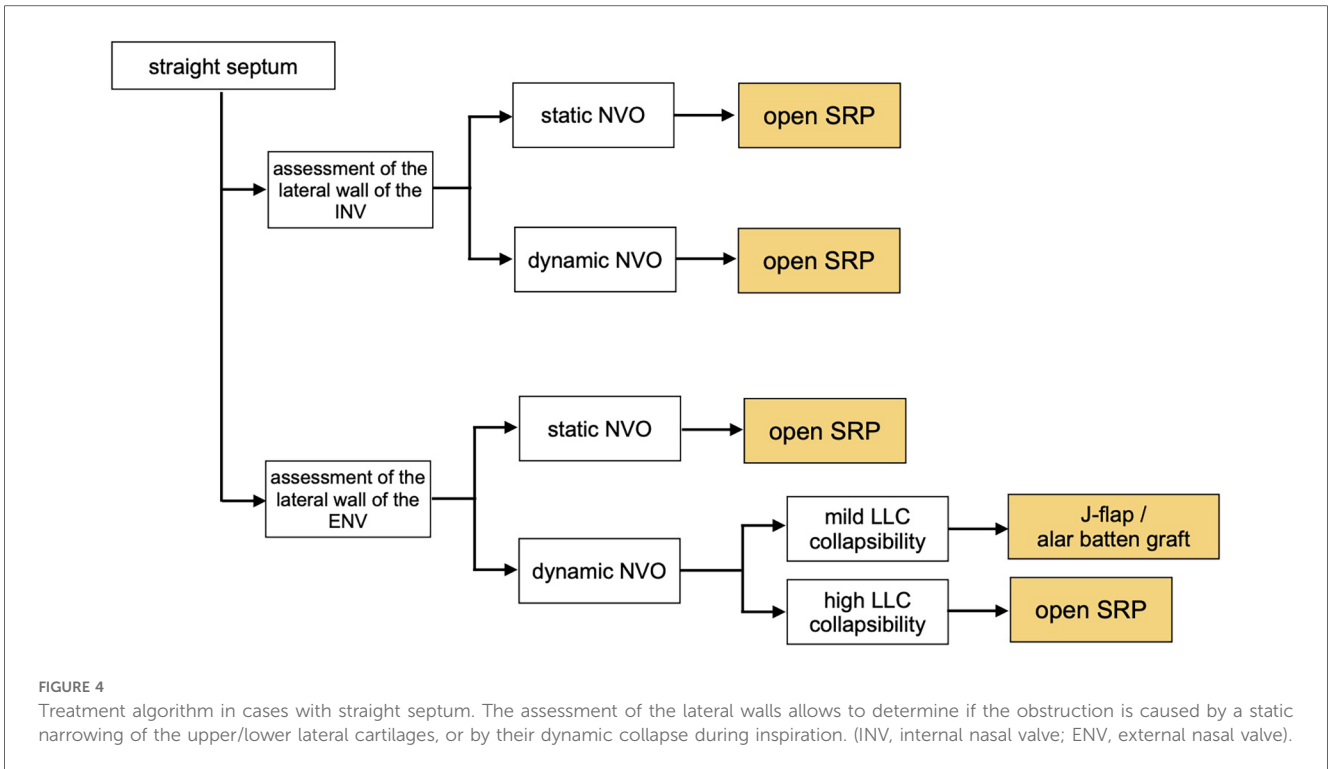 straight septum
assessment of the
lateral wall of the
INV
static NVO
open SRP
dynamic NVO
open SRP
assessment of the
lateral wall of the
ENV
static NVO
open SRP
dynamic NVO
mild LLC
collapsibility
J-flap /
alar batten graft
high LLC
collapsibility
open SRP
FIGURE 4
Treatment algorithm in cases with straight septum. The assessment of the lateral walls allows to determine if the obstruction is caused by a static
narrowing of the upper/lower lateral cartilages, or by their dynamic collapse during inspiration. (INV, internal nasal valve; ENV, external nasal valve).